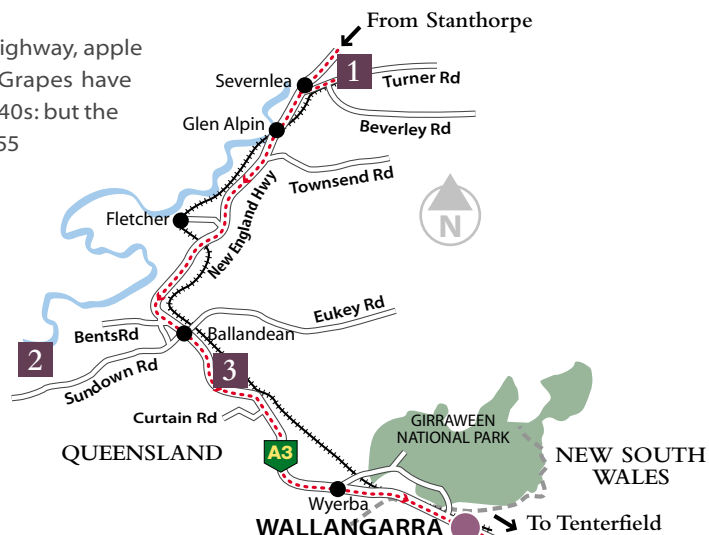 ighway, apple
Grapes have
40s: but the
55
From Stanthorpe
1
Severnlea
Turner Rd
Glen Alpin
Beverley Rd
Townsend Rd
N
Fletcher
New England Hwy
Eukey Rd
BentsRd
Ballandean
2
3
Sundown Rd
Curtain Rd
GIRRAWEEN
NATIONAL PARK
QUEENSLAND
A3
NEW SOUTH
WALES
Wyerba
WALLANGARRA
To Tenterfield